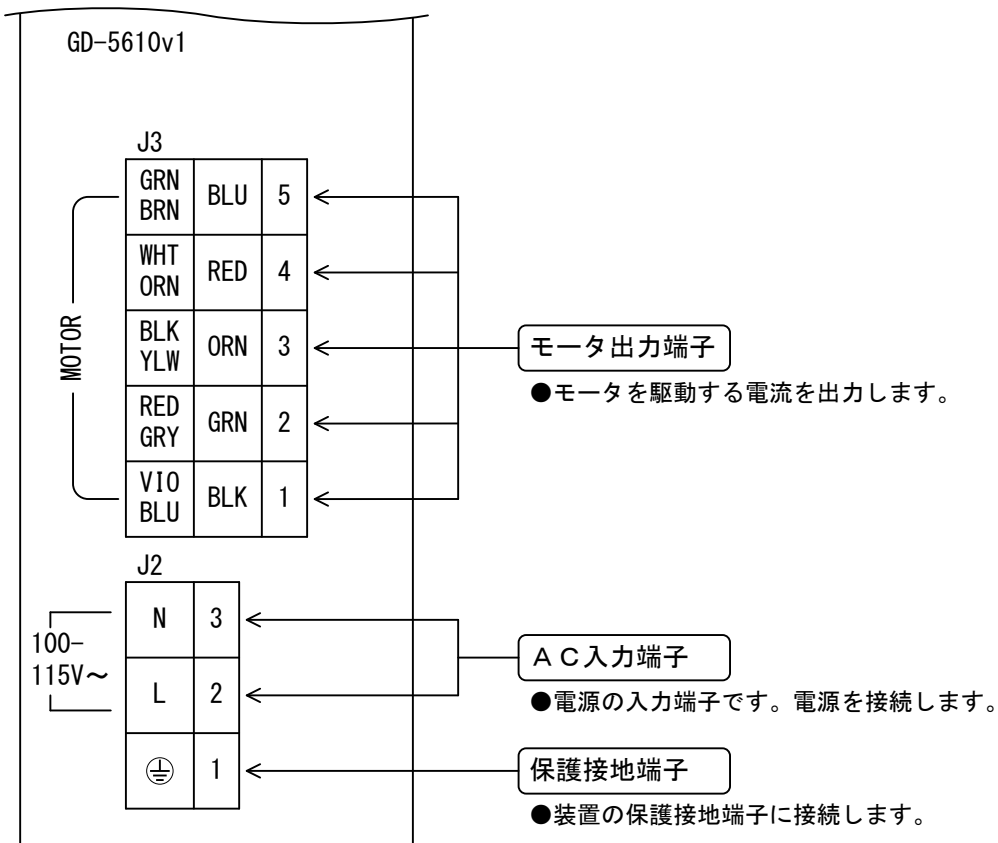 GD-5610v1
J3
GRN
BRN
BLU
5
WHT
ORN
RED
4
BLK
YLW
ORN
3
RED
GRY
GRN
2
VIO
BLU
BLK
1
MOTOR
モータ出力端子
●モータを駆動する電流を出力します。
J2
N
3
L
2
1
100-
115V～
ＡＣ入力端子
●電源の入力端子です。電源を接続します。
保護接地端子
●装置の保護接地端子に接続します。